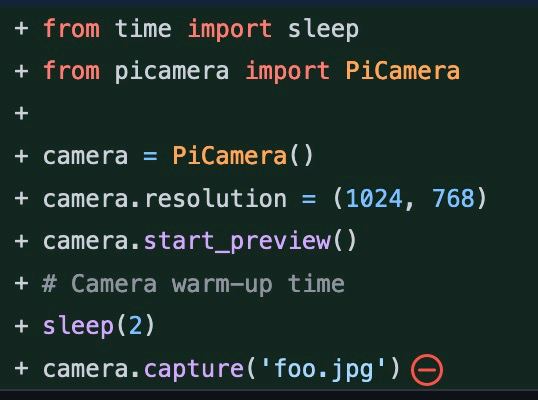 + from time import sleep
+ from picamera import PiCamera
+
+ camera = PiCamera()
+ camera.resolution = (1024, 768)
+ camera.start_preview()
+ # Camera warm-up time
+ sleep(2)
+ camera.capture('foo.jpg')